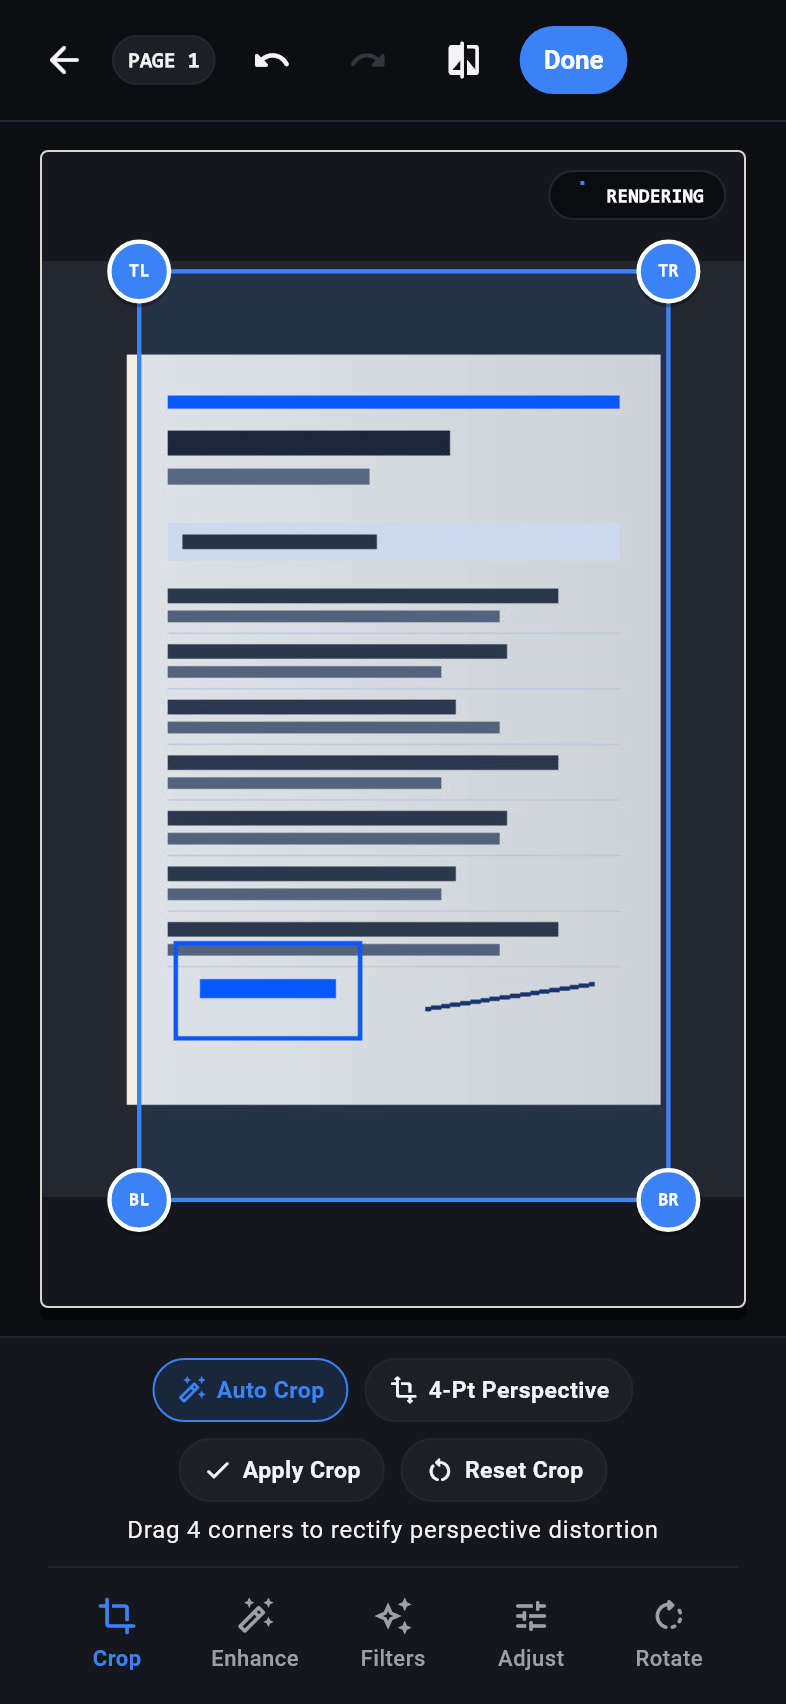 PAGE 1
Done
RENDERING
TL
TR
BL
BR
Auto Crop
4-Pt Perspective
Apply Crop
Reset Crop
Drag 4 corners to rectify perspective distortion
Crop
Enhance
Filters
Adjust
Rotate